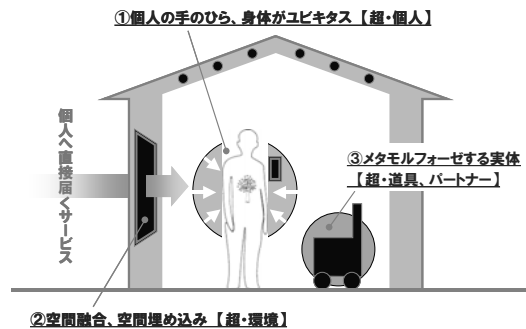 ①個人の手のひら、身体がユビキタス【超・個人】
個人へ直接届くサービス
③メタモルフォーゼする実体
【超・道具、パートナー】
②空間融合、空間埋め込み【超・環境】